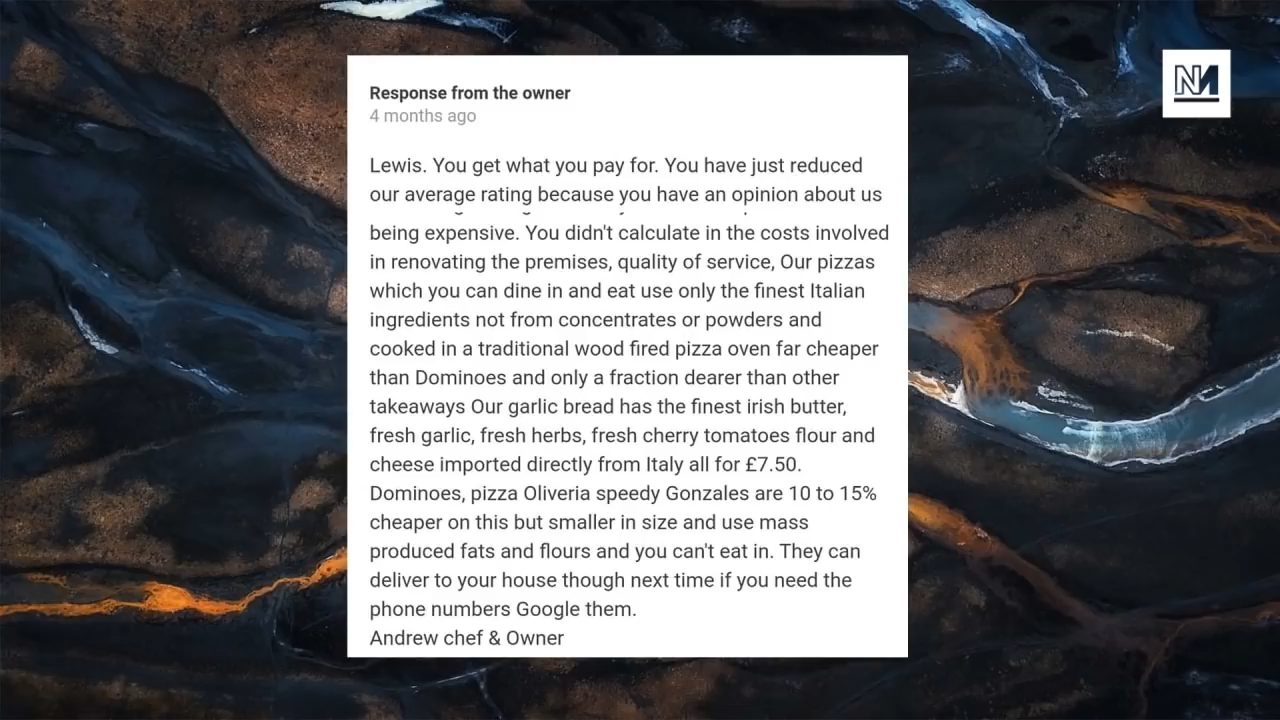 NM
Response from the owner
4 months ago
Lewis. You get what you pay for. You have just reduced
our average rating because you have an opinion about us
being expensive. You didn't calculate in the costs involved
in renovating the premises, quality of service, Our pizzas
which you can dine in and eat use only the finest Italian
ingredients not from concentrates or powders and
cooked in a traditional wood fired pizza oven far cheaper
than Dominoes and only a fraction dearer than other
takeaways Our garlic bread has the finest irish butter,
fresh garlic, fresh herbs, fresh cherry tomatoes flour and
cheese imported directly from Italy all for £7.50.
Dominoes, pizza Oliveria speedy Gonzales are 10 to 15%
cheaper on this but smaller in size and use mass
produced fats and flours and you can't eat in. They can
deliver to your house though next time if you need the
phone numbers Google them.
Andrew chef & Owner